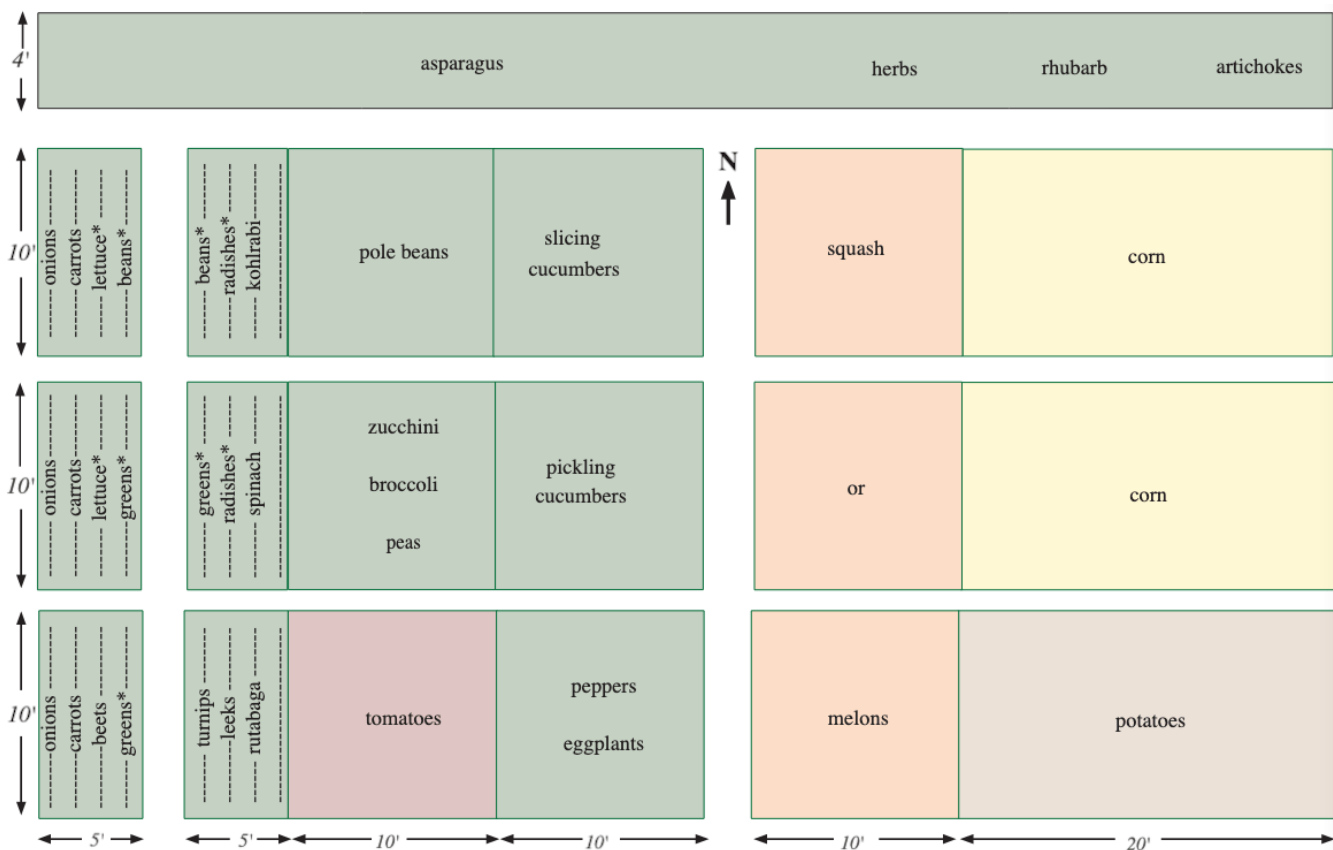 4'
asparagus
herbs
rhubarb
artichokes
10'
onions
carrots
lettuce*
beans*
beans*
radishes*
kohlrabi
pole beans
slicing
cucumbers
N
squash
corn
10'
onions
carrots
lettuce*
greens*
greens*
radishes*
spinach
zucchini
broccoli
peas
pickling
cucumbers
or
corn
10'
onions
carrots
beets
greens*
turnips
leeks
rutabaga
tomatoes
peppers
eggplants
melons
potatoes
5'
5'
10'
10'
10'
20'